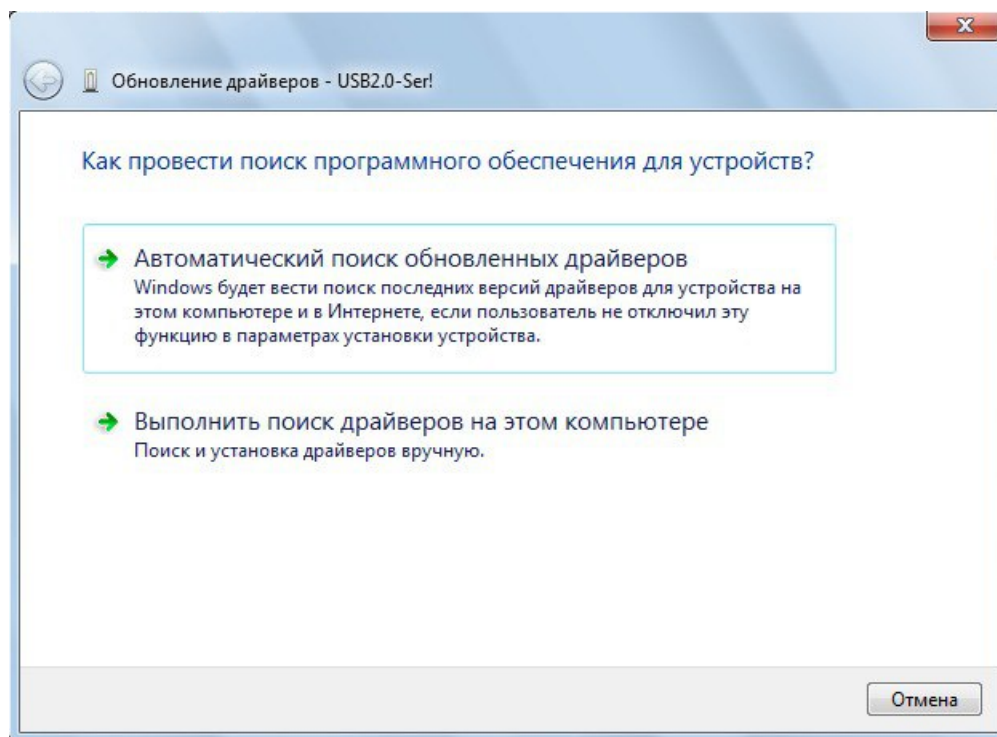 Обновление драйверов - USB2.0-Ser!
Как провести поиск программного обеспечения для устройств?
Автоматический поиск обновленных драйверов
Windows будет вести поиск последних версий драйверов для устройства на
этом компьютере и в Интернете, если пользователь не отключил эту
функцию в параметрах установки устройства.
Выполнить поиск драйверов на этом компьютере
Поиск и установка драйверов вручную.
Отмена